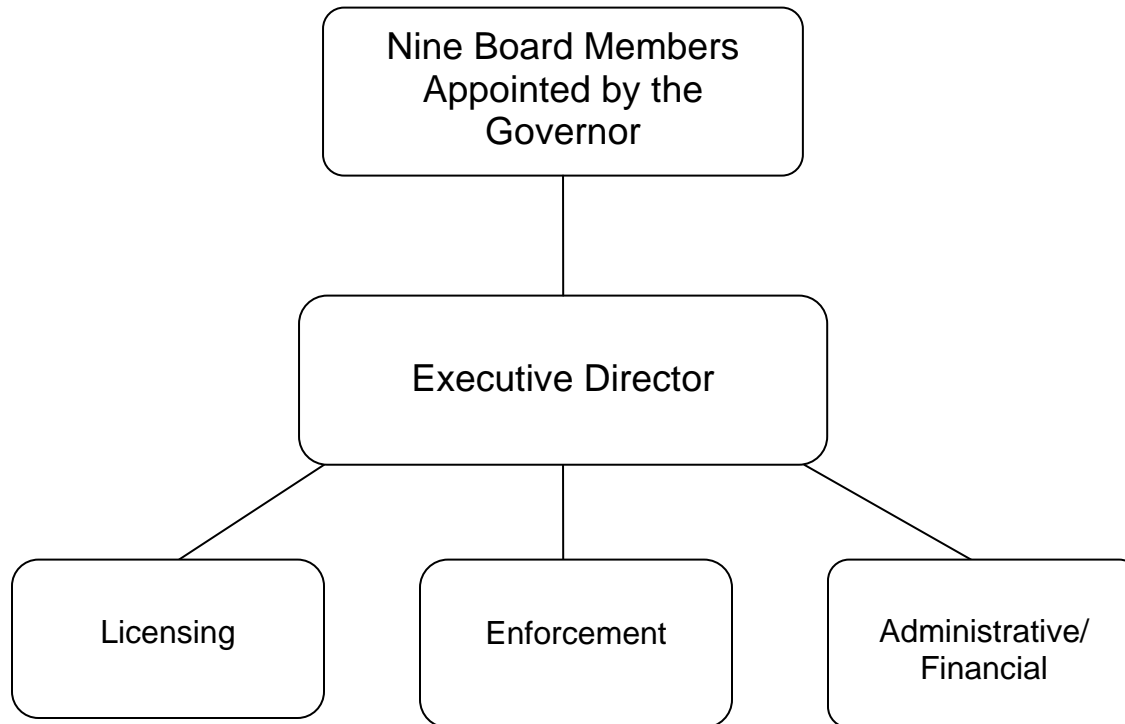 Nine Board Members
Appointed by the
Governor
Executive Director
Licensing
Enforcement
Administrative/
Financial